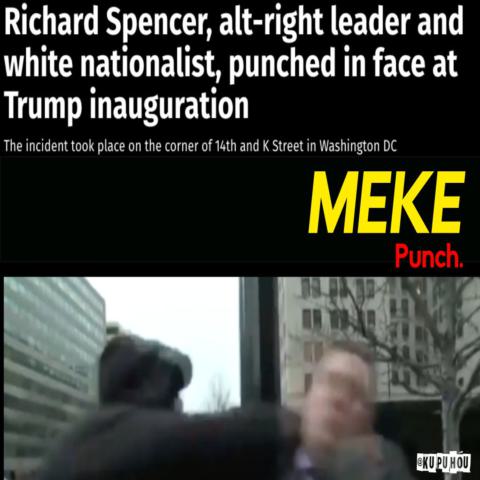 Richard Spencer, alt-right leader and
white nationalist, punched in face at
Trump inauguration
The incident took place on the corner of 14th and K Street in Washington DC
MEKE
Punch.
@KUPUHOU